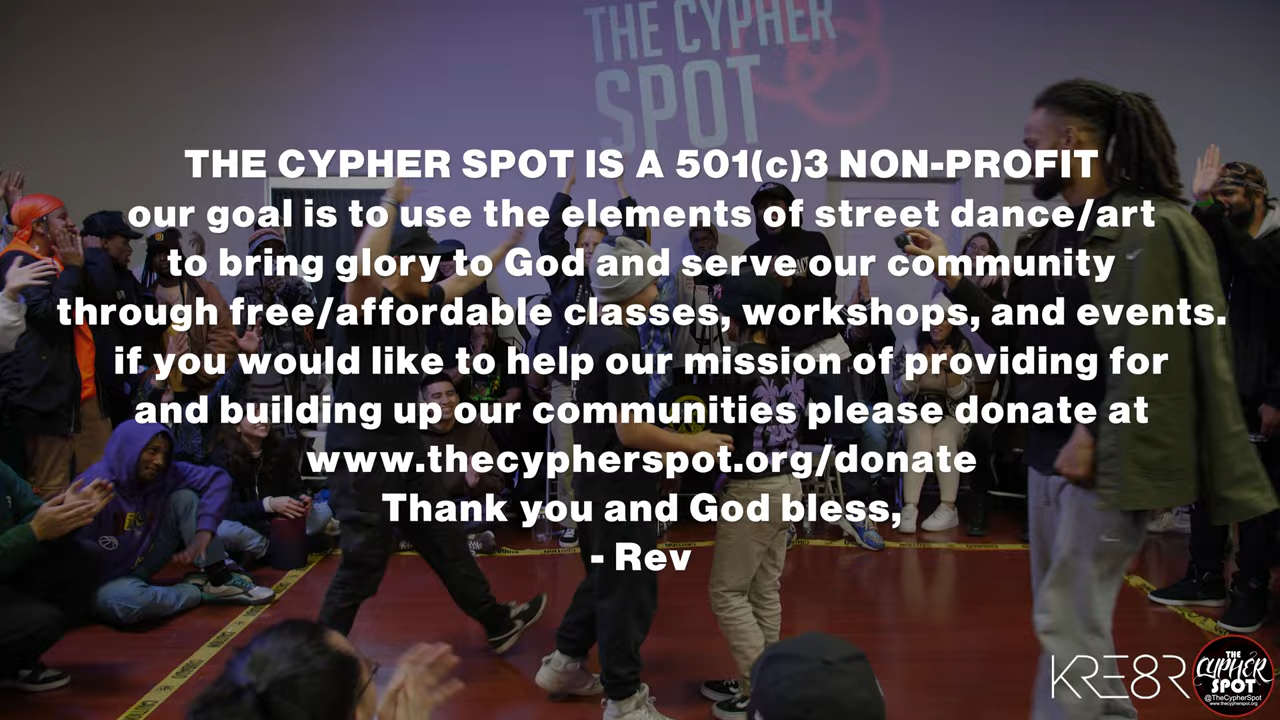 THE CYPHER
SPOT
THE CYPHER SPOT IS A 501(c)3 NON-PROFIT
our goal is to use the elements of street dance/art
to bring glory to God and serve our community
through free/affordable classes, workshops, and events.
if you would like to help our mission of providing for
and building up our communities please donate at
www.thecypherspot.org/donate
Thank you and God bless,
- Rev
KRE8R
THE
CYPHER
SPOT
@TheCypherSpot
www.thecypherspot.org